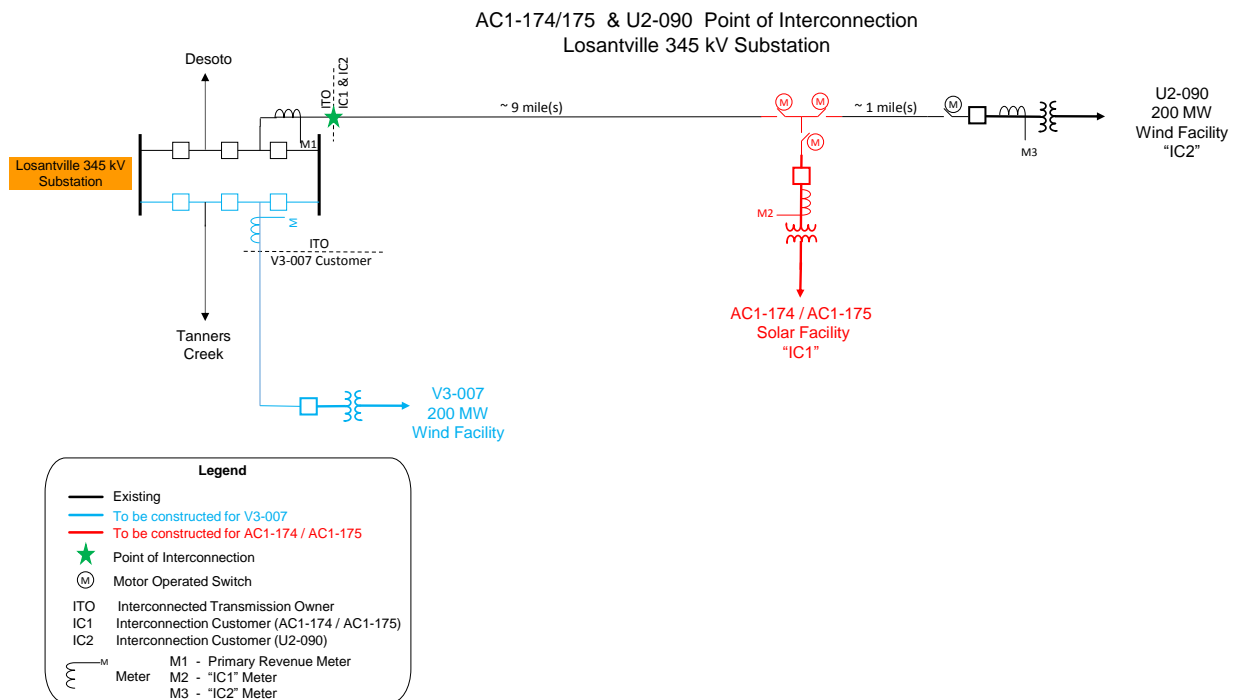 AC1-174/175 & U2-090 Point of Interconnection
Losantville 345 kV Substation
Desoto
ITO
IC1 & IC2
~ 9 mile(s)
M
M
~ 1 mile(s)
M
U2-090
200 MW
Wind Facility
“IC2”
M1
M3
M
Losantville 345 kV
Substation
M2
M
ITO
V3-007 Customer
AC1-174 / AC1-175
Solar Facility
“IC1”
Tanners
Creek
V3-007
200 MW
Wind Facility
Legend
Existing
To be constructed for V3-007
To be constructed for AC1-174 / AC1-175
Point of Interconnection
M Motor Operated Switch
ITO Interconnected Transmission Owner
IC1 Interconnection Customer (AC1-174 / AC1-175)
IC2 Interconnection Customer (U2-090)
M Meter
M1 - Primary Revenue Meter
M2 - “IC1” Meter
M3 - “IC2” Meter